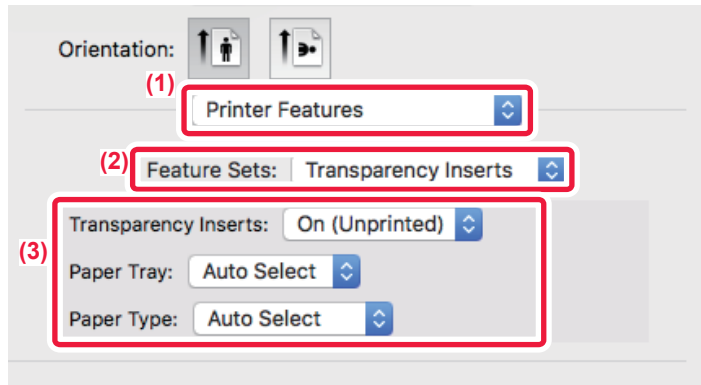 Orientation:
(1)
Printer Features
(2)
Feature Sets: Transparency Inserts
(3)
Transparency Inserts: On (Unprinted)
Paper Tray: Auto Select
Paper Type: Auto Select